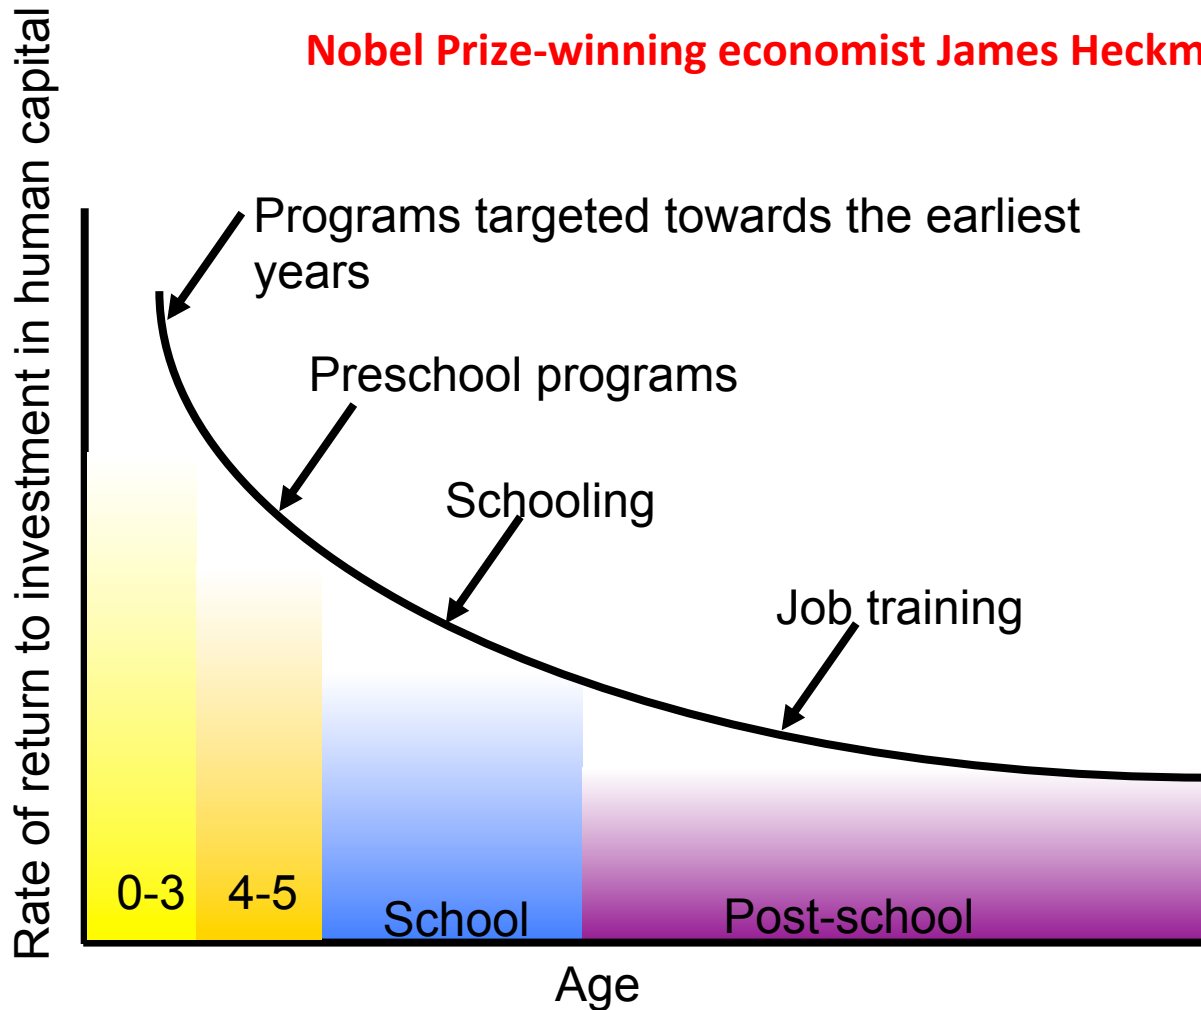 Nobel Prize-winning economist James Heckm
Rate of return to investment in human capital
Programs targeted towards the earliest
years
Preschool programs
Schooling
Job training
0-3
4-5
School
Post-school
Age